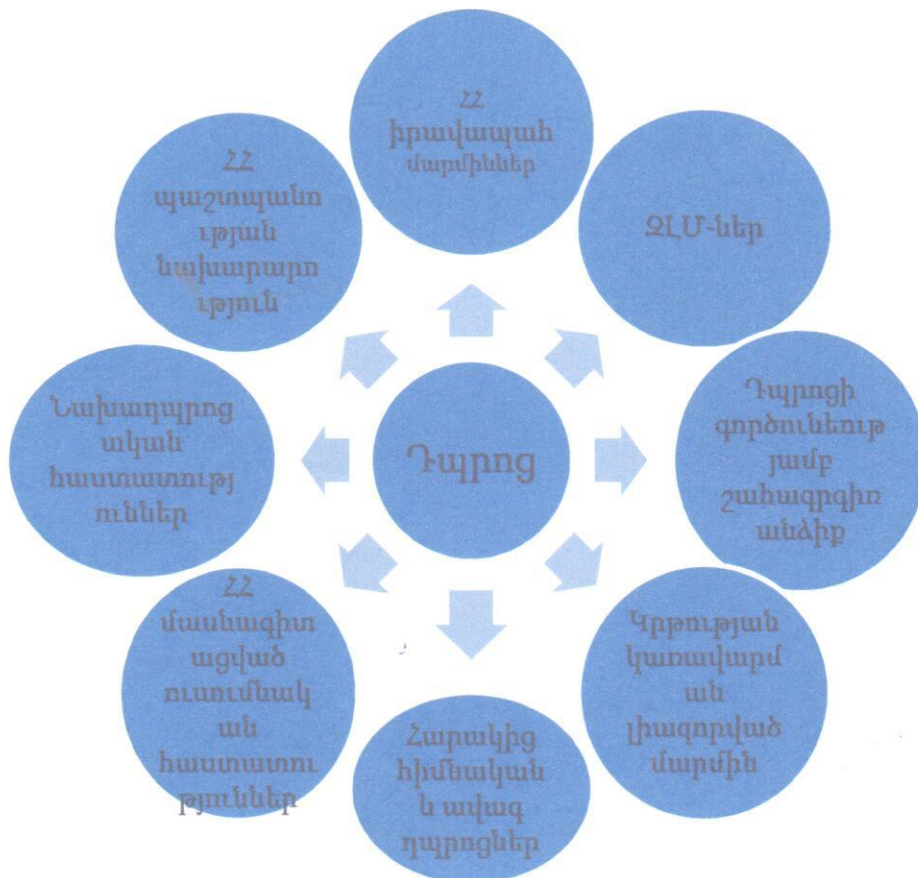 ՀՀ
իրավապահ
մարմիններ
ԶԼՄ-ներ
Դպրոցի
գործունեութ
յամբ
շահագրգիռ
անձիք
Կրթության
կառավարմ
ան
լիազորված
մարմին
Հարակից
հիմնական
և ավագ
դպրոցներ
ՀՀ
մասնագիտ
ացված
ուսումնակ
ան
հաստատու
թյուններ
Նախադպրոց
ական
հաստատությ
ուններ
ՀՀ
պաշտպանո
ւթյան
նախարարո
ւթյուն
Դպրոց